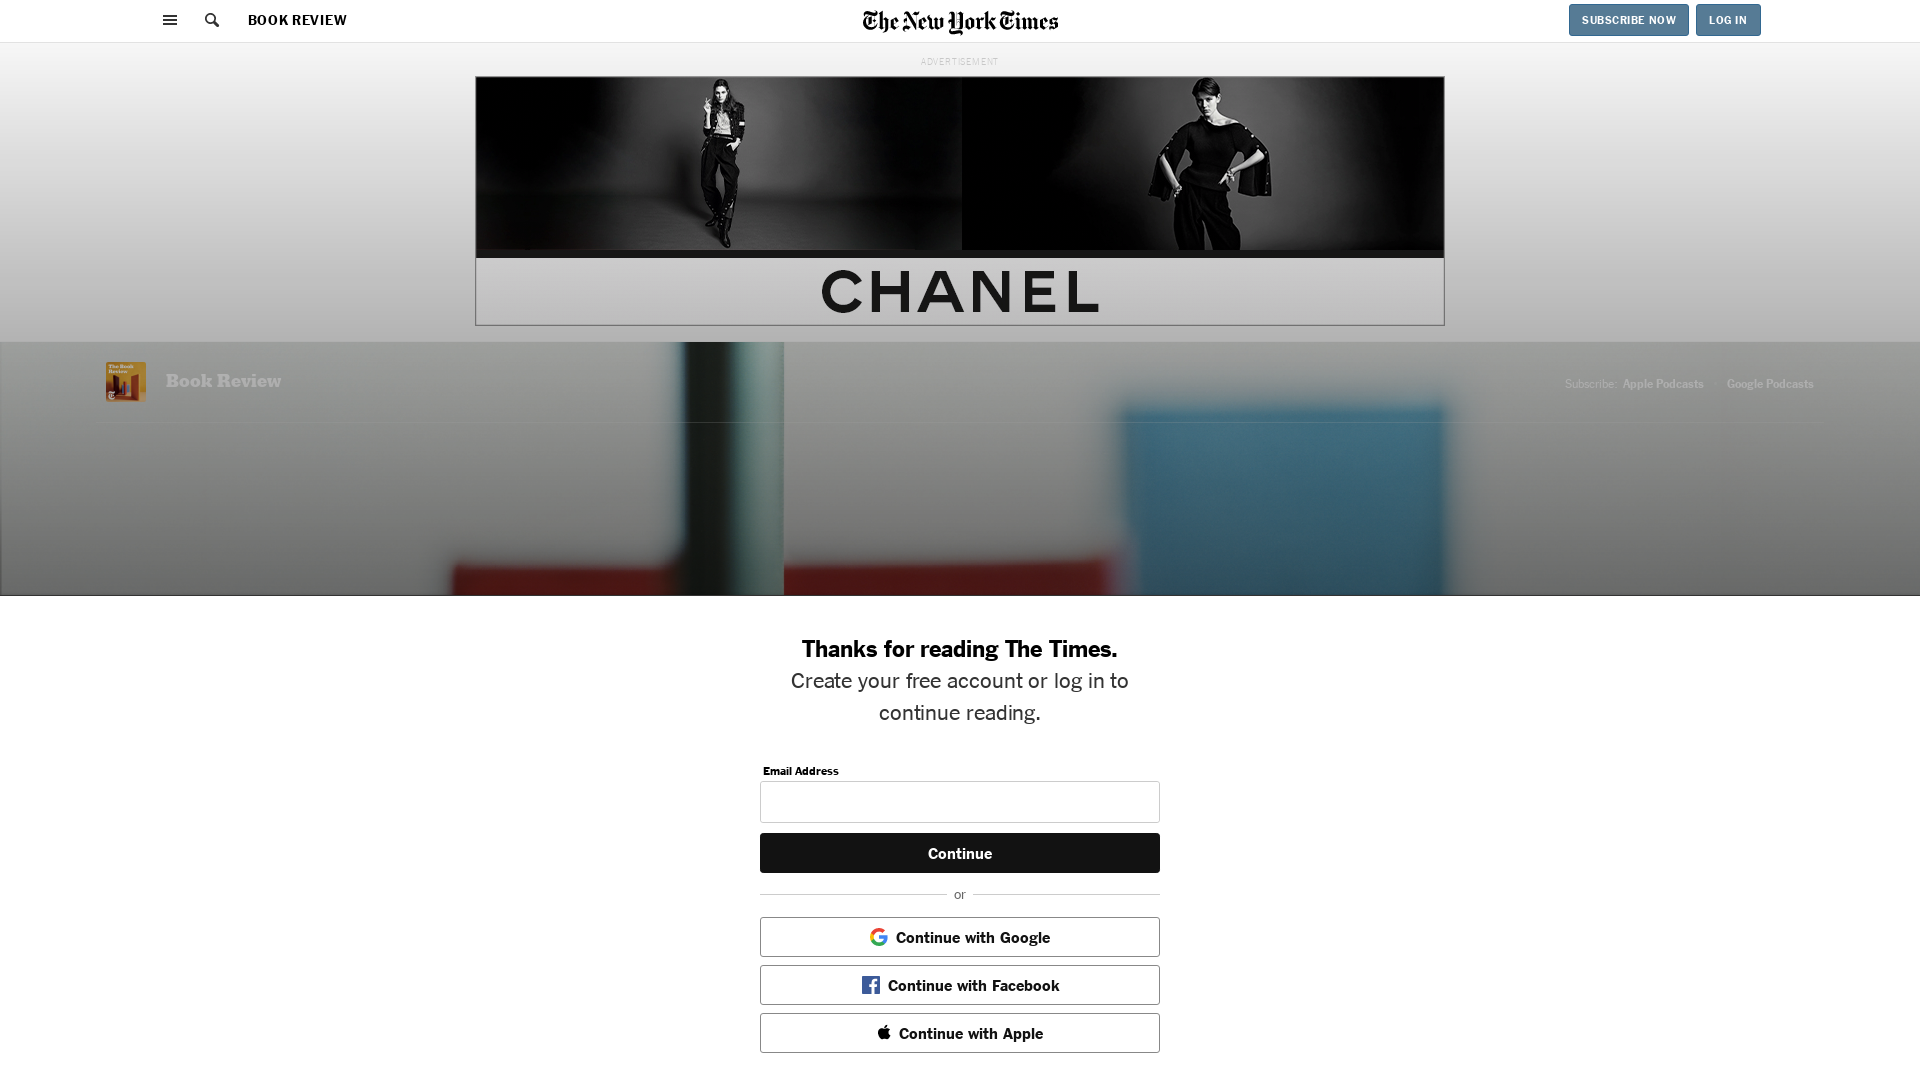 BOOK REVIEW
The New York Times
SUBSCRIBE NOW
LOG IN
ADVERTISEMENT
CHANEL
The Book
Review
Book Review
Subscribe:
Apple Podcasts
Google Podcasts
Thanks for reading The Times.
Create your free account or log in to
continue reading.
Email Address
Continue
or
Continue with Google
Continue with Facebook
Continue with Apple